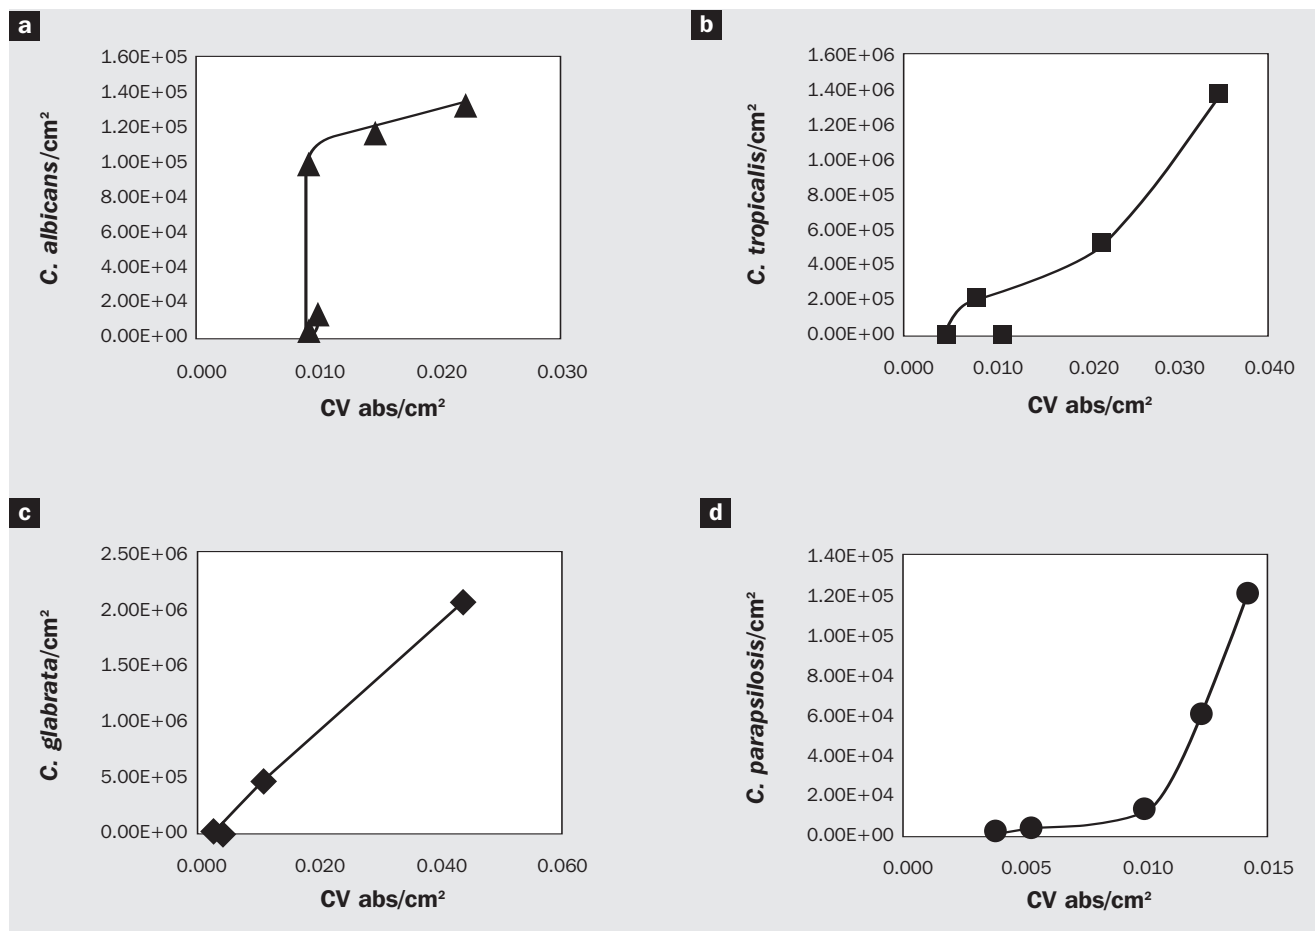 a
1.60E+05
1.40E+05
1.20E+05
1.00E+05
8.00E+04
6.00E+04
4.00E+04
2.00E+04
0.00E+00
C. albicans/cm²
0.000 0.010 0.020 0.030
CV abs/cm²
b
1.60E+06
1.40E+06
1.20E+06
1.00E+06
8.00E+05
6.00E+05
4.00E+05
2.00E+05
0.00E+00
C. tropicalis/cm²
0.000 0.010 0.020 0.030 0.040
CV abs/cm²
c
2.50E+06
2.00E+06
1.50E+06
1.00E+06
5.00E+05
0.00E+00
C. glabrata/cm²
0.000 0.020 0.040 0.060
CV abs/cm²
d
1.40E+05
1.20E+05
1.00E+05
8.00E+04
6.00E+04
4.00E+04
2.00E+04
0.00E+00
C. parapsilosis/cm²
0.000 0.005 0.010 0.015
CV abs/cm²